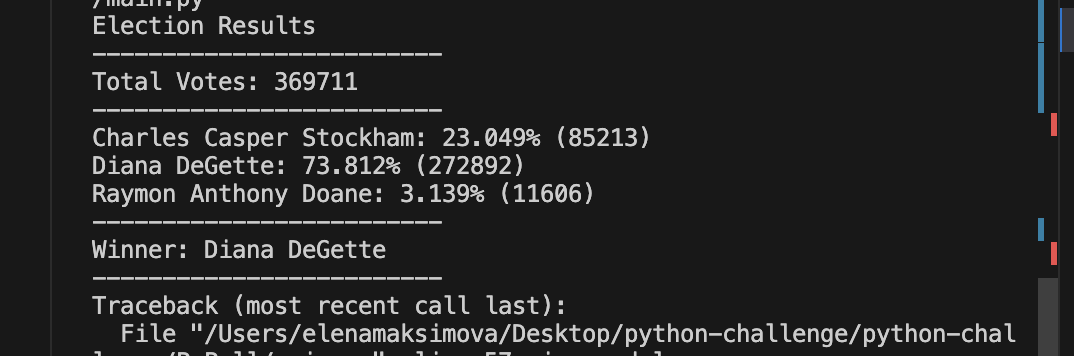 /main.py
Election Results
-------------------------
Total Votes: 369711
-------------------------
Charles Casper Stockham: 23.049% (85213)
Diana DeGette: 73.812% (272892)
Raymon Anthony Doane: 3.139% (11606)
-------------------------
Winner: Diana DeGette
-------------------------
Traceback (most recent call last):
File "/Users/elenamaksimova/Desktop/python-challenge/python-chal